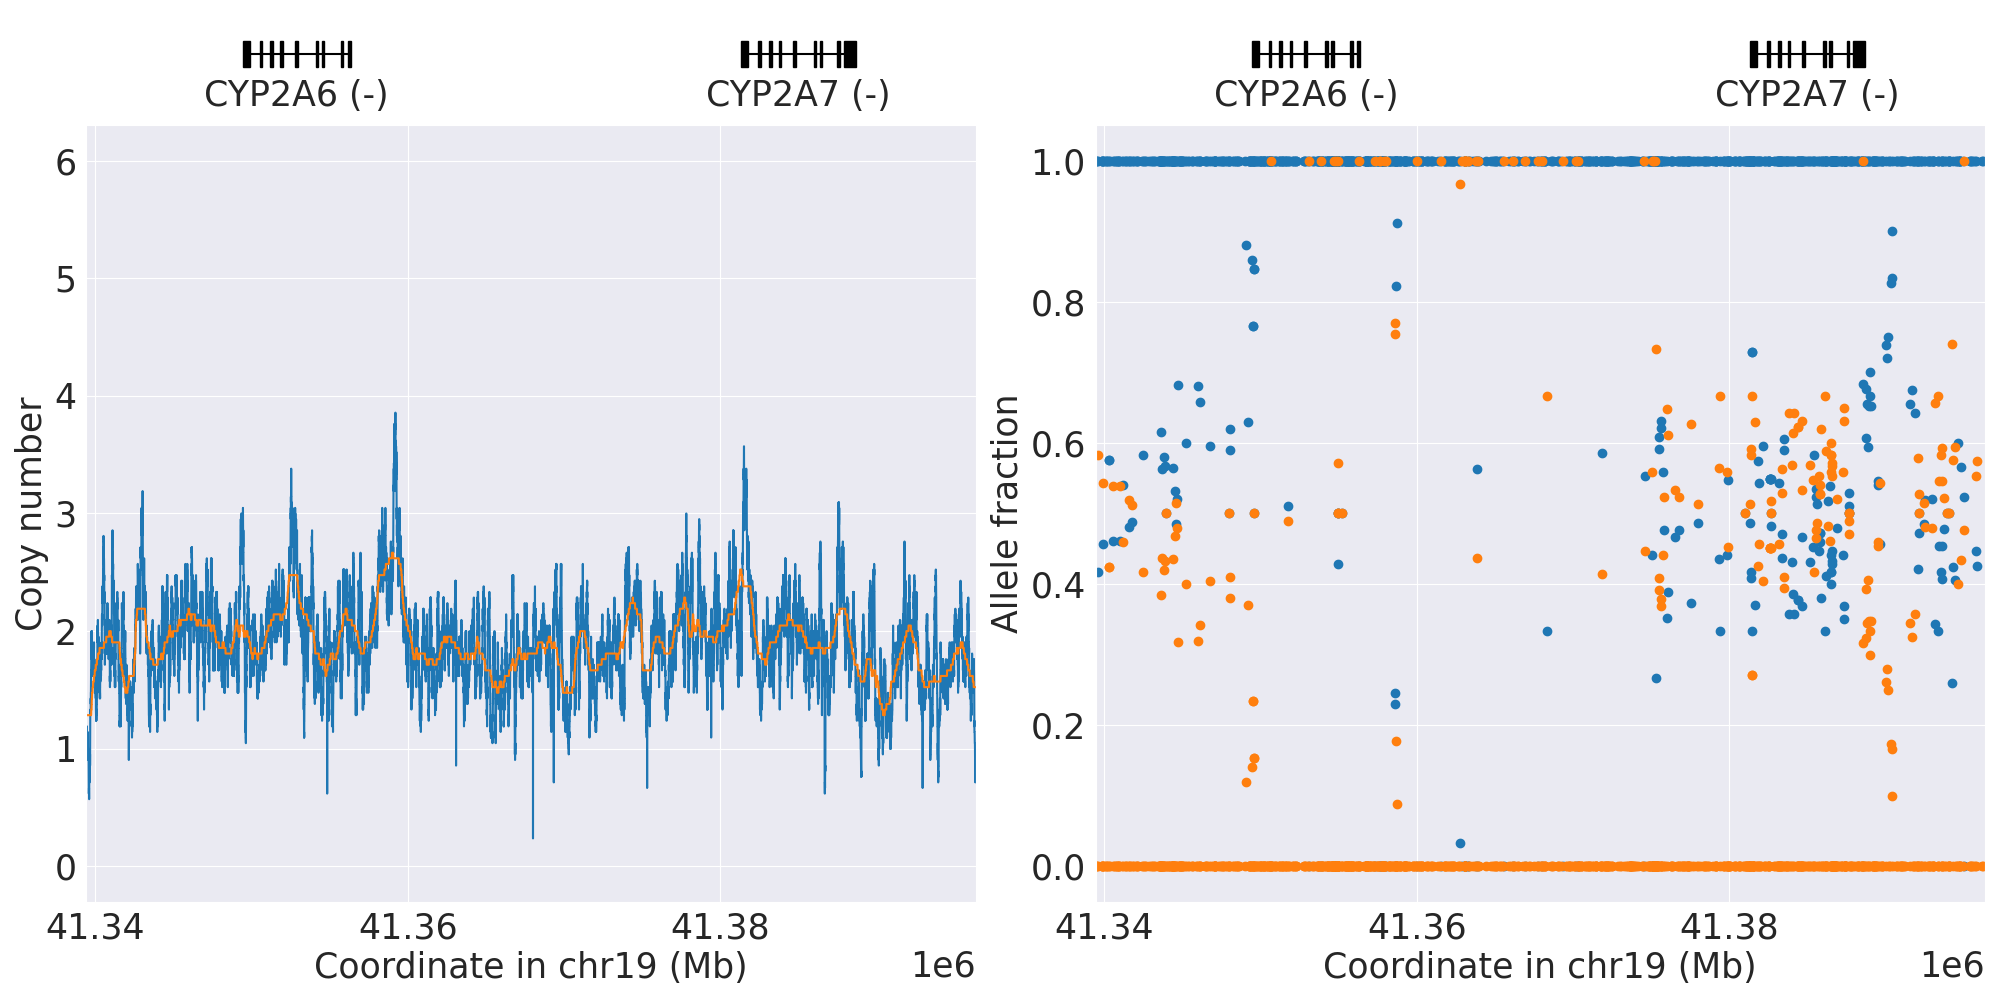 CYP2A6 (-)
CYP2A7 (-)
6
5
4
3
2
1
0
Copy number
41.34
41.36
41.38
Coordinate in chr19 (Mb)
1e6
CYP2A6 (-)
CYP2A7 (-)
1.0
0.8
0.6
0.4
0.2
0.0
Allele fraction
41.34
41.36
41.38
Coordinate in chr19 (Mb)
1e6